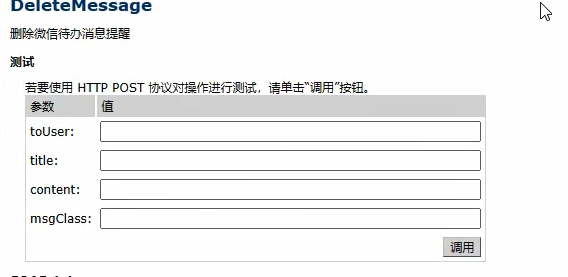 DeleteMessage
删除微信待办消息提醒
测试
若要使用 HTTP POST 协议对操作进行测试，请单击“调用”按钮。
参数 值
toUser:
title:
content:
msgClass:
调用